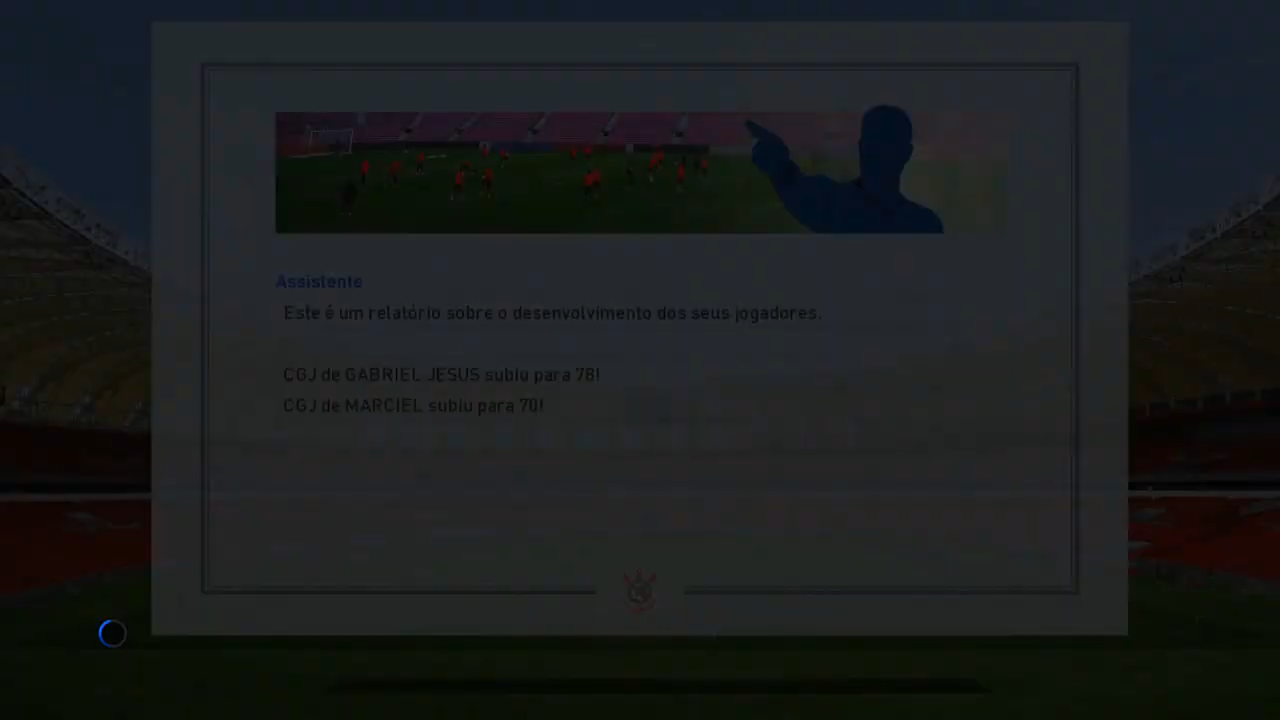 Assistente
Este é um relatório sobre o desenvolvimento dos seus jogadores.
CGJ de GABRIEL JESUS subiu para 78!
CGJ de MARCIEL subiu para 70!